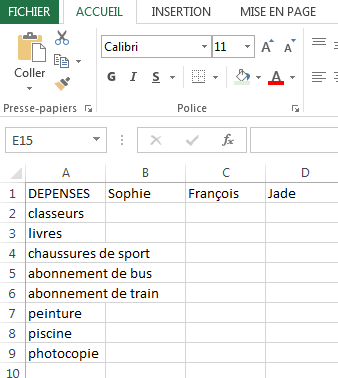 FICHIER ACCUEIL INSERTION MISE EN PAGE
Calibri 11 A A
Coller G I S A
Presse-papiers Police
E15 fx
A B C D
1 DEPENSES Sophie François Jade
2 classeurs
3 livres
4 chaussures de sport
5 abonnement de bus
6 abonnement de train
7 peinture
8 piscine
9 photocopie
10